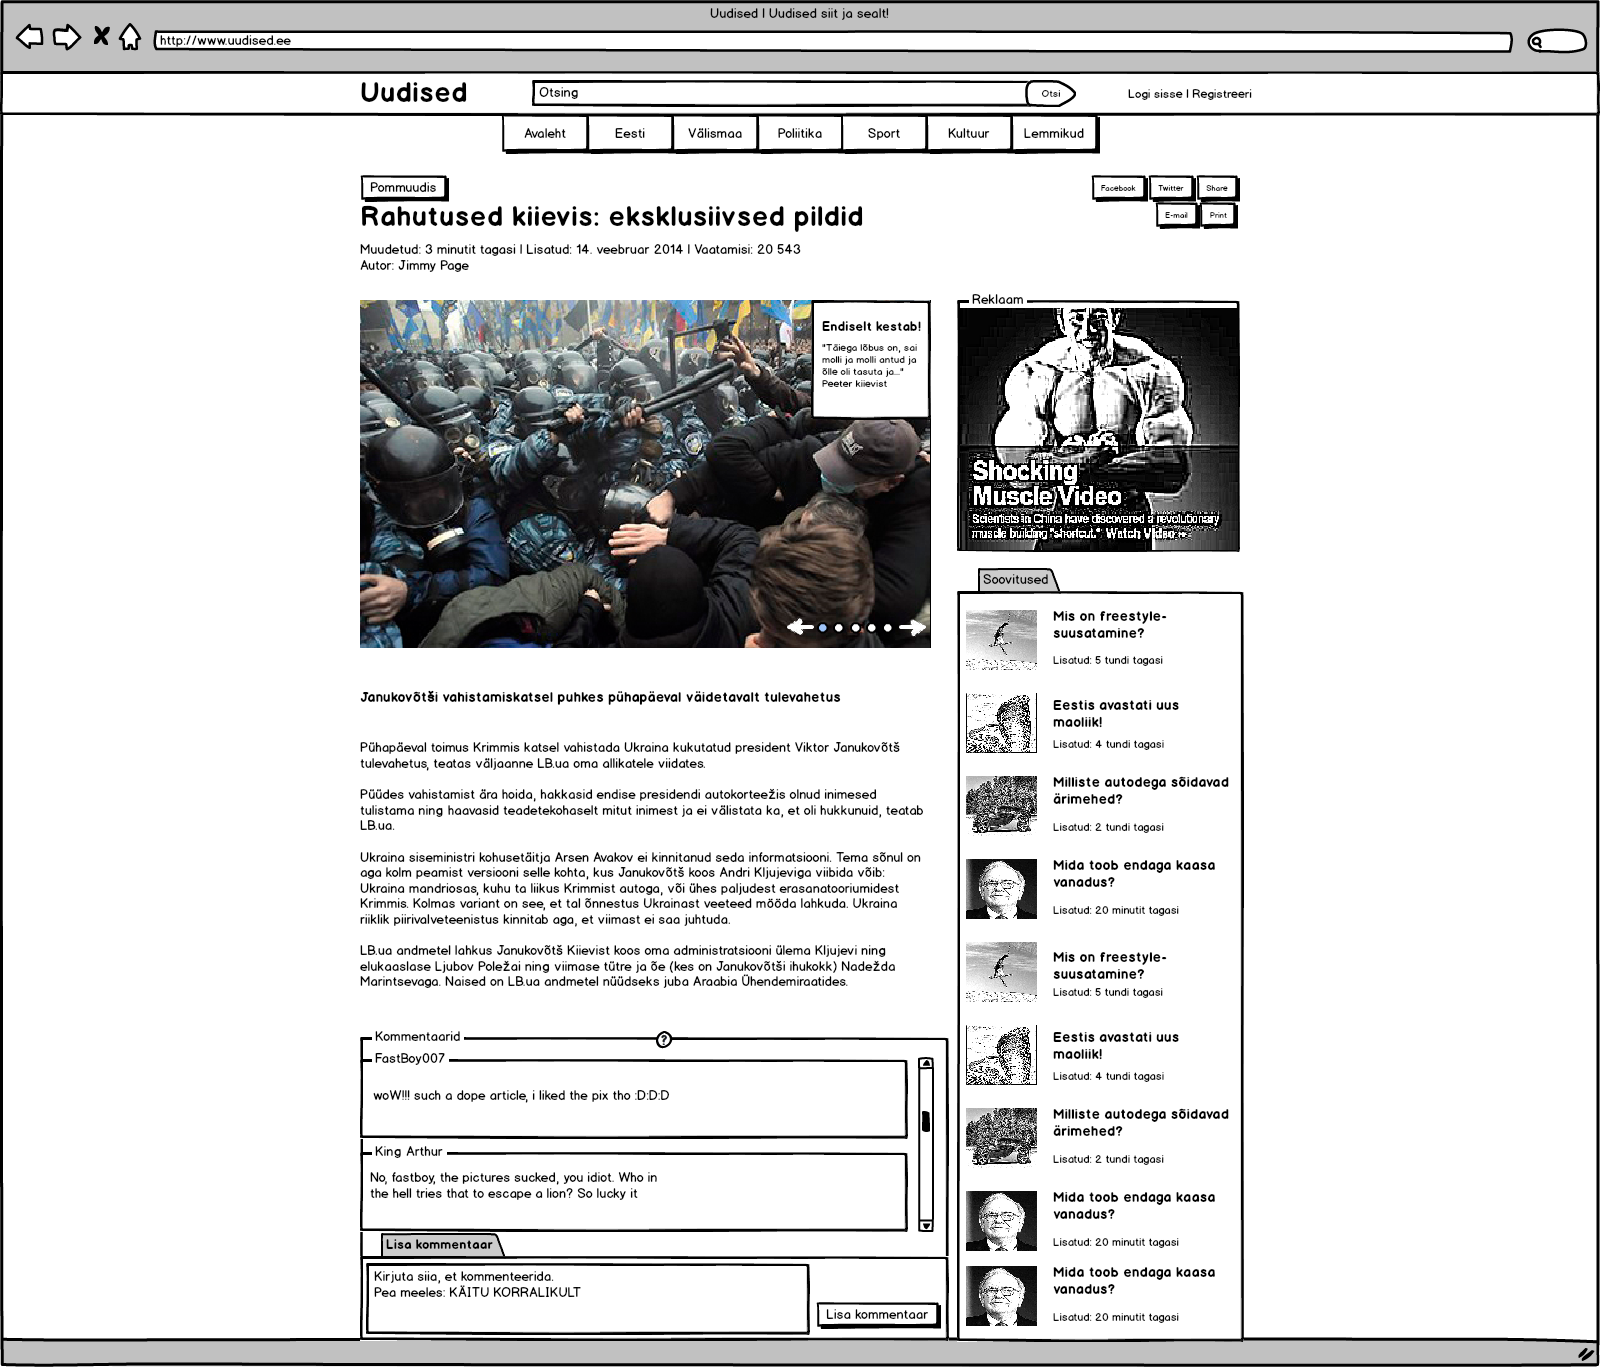 Uudised | Uudised siit ja sealt!
http://www.uudised.ee
Uudised
Otsing
Otsi
Logi sisse | Registreeri
Avaleht
Eesti
Välismaa
Poliitika
Sport
Kultuur
Lemmikud
Pommuudis
Facebook
Twitter
Share
E-mail
Print
Rahutused kiievis: eksklusiivsed pildid
Muudetud: 3 minutit tagasi | Lisatud: 14. veebruar 2014 | Vaatamisi: 20 543
Autor: Jimmy Page
Endiselt kestab!
"Täiega lõbus on, sai
molli ja molli antud ja
õlle oli tasuta ja..."
Peeter kiievist
Janukovõtši vahistamiskatsel puhkes pühapäeval väidetavalt tulevahetus
Pühapäeval toimus Krimmis katsel vahistada Ukraina kukutatud president Viktor Janukovõtš
tulevahetus, teatas väljaanne LB.ua oma allikatele viidates.
Püüdes vahistamist ära hoida, hakkasid endise presidendi autokorteežis olnud inimesed
tulistama ning haavasid teadetekohaselt mitut inimest ja ei välistata ka, et oli hukkunuid, teatab
LB.ua.
Ukraina siseministri kohusetäitja Arsen Avakov ei kinnitanud seda informatsiooni. Tema sõnul on
aga kolm peamist versiooni selle kohta, kus Janukovõtš koos Andri Kljujeviga viibida võib:
Ukraina mandriosas, kuhu ta liikus Krimmist autoga, või ühes paljudest erasanatooriumidest
Krimmis. Kolmas variant on see, et tal õnnestus Ukrainast veeteed mööda lahkuda. Ukraina
riiklik piirivalveteenistus kinnitab aga, et viimast ei saa juhtuda.
LB.ua andmetel lahkus Janukovõtš Kiievist koos oma administratsiooni ülema Kljujevi ning
elukaaslase Ljubov Poležai ning viimase tütre ja õe (kes on Janukovõtši ihukokk) Nadežda
Marintsevaga. Naised on LB.ua andmetel nüüdseks juba Araabia Ühendemiraatides.
Kommentaarid
?
FastBoy007
woW!!! such a dope article, i liked the pix tho :D:D:D
King Arthur
No, fastboy, the pictures sucked, you idiot. Who in
the hell tries that to escape a lion? So lucky it
Lisa kommentaar
Kirjuta siia, et kommenteerida.
Pea meeles: KÄITU KORRALIKULT
Lisa kommentaar
Reklaam
Shocking
Muscle Video
Scientists in China have discovered a revolutionary
muscle building "shortcut." Watch Video
Soovitused
Mis on freestyle-
suusatamine?
Lisatud: 5 tundi tagasi
Eestis avastati uus
maoliik!
Lisatud: 4 tundi tagasi
Milliste autodega sõidavad
ärimehed?
Lisatud: 2 tundi tagasi
Mida toob endaga kaasa
vanadus?
Lisatud: 20 minutit tagasi
Mis on freestyle-
suusatamine?
Lisatud: 5 tundi tagasi
Eestis avastati uus
maoliik!
Lisatud: 4 tundi tagasi
Milliste autodega sõidavad
ärimehed?
Lisatud: 2 tundi tagasi
Mida toob endaga kaasa
vanadus?
Lisatud: 20 minutit tagasi
Mida toob endaga kaasa
vanadus?
Lisatud: 20 minutit tagasi